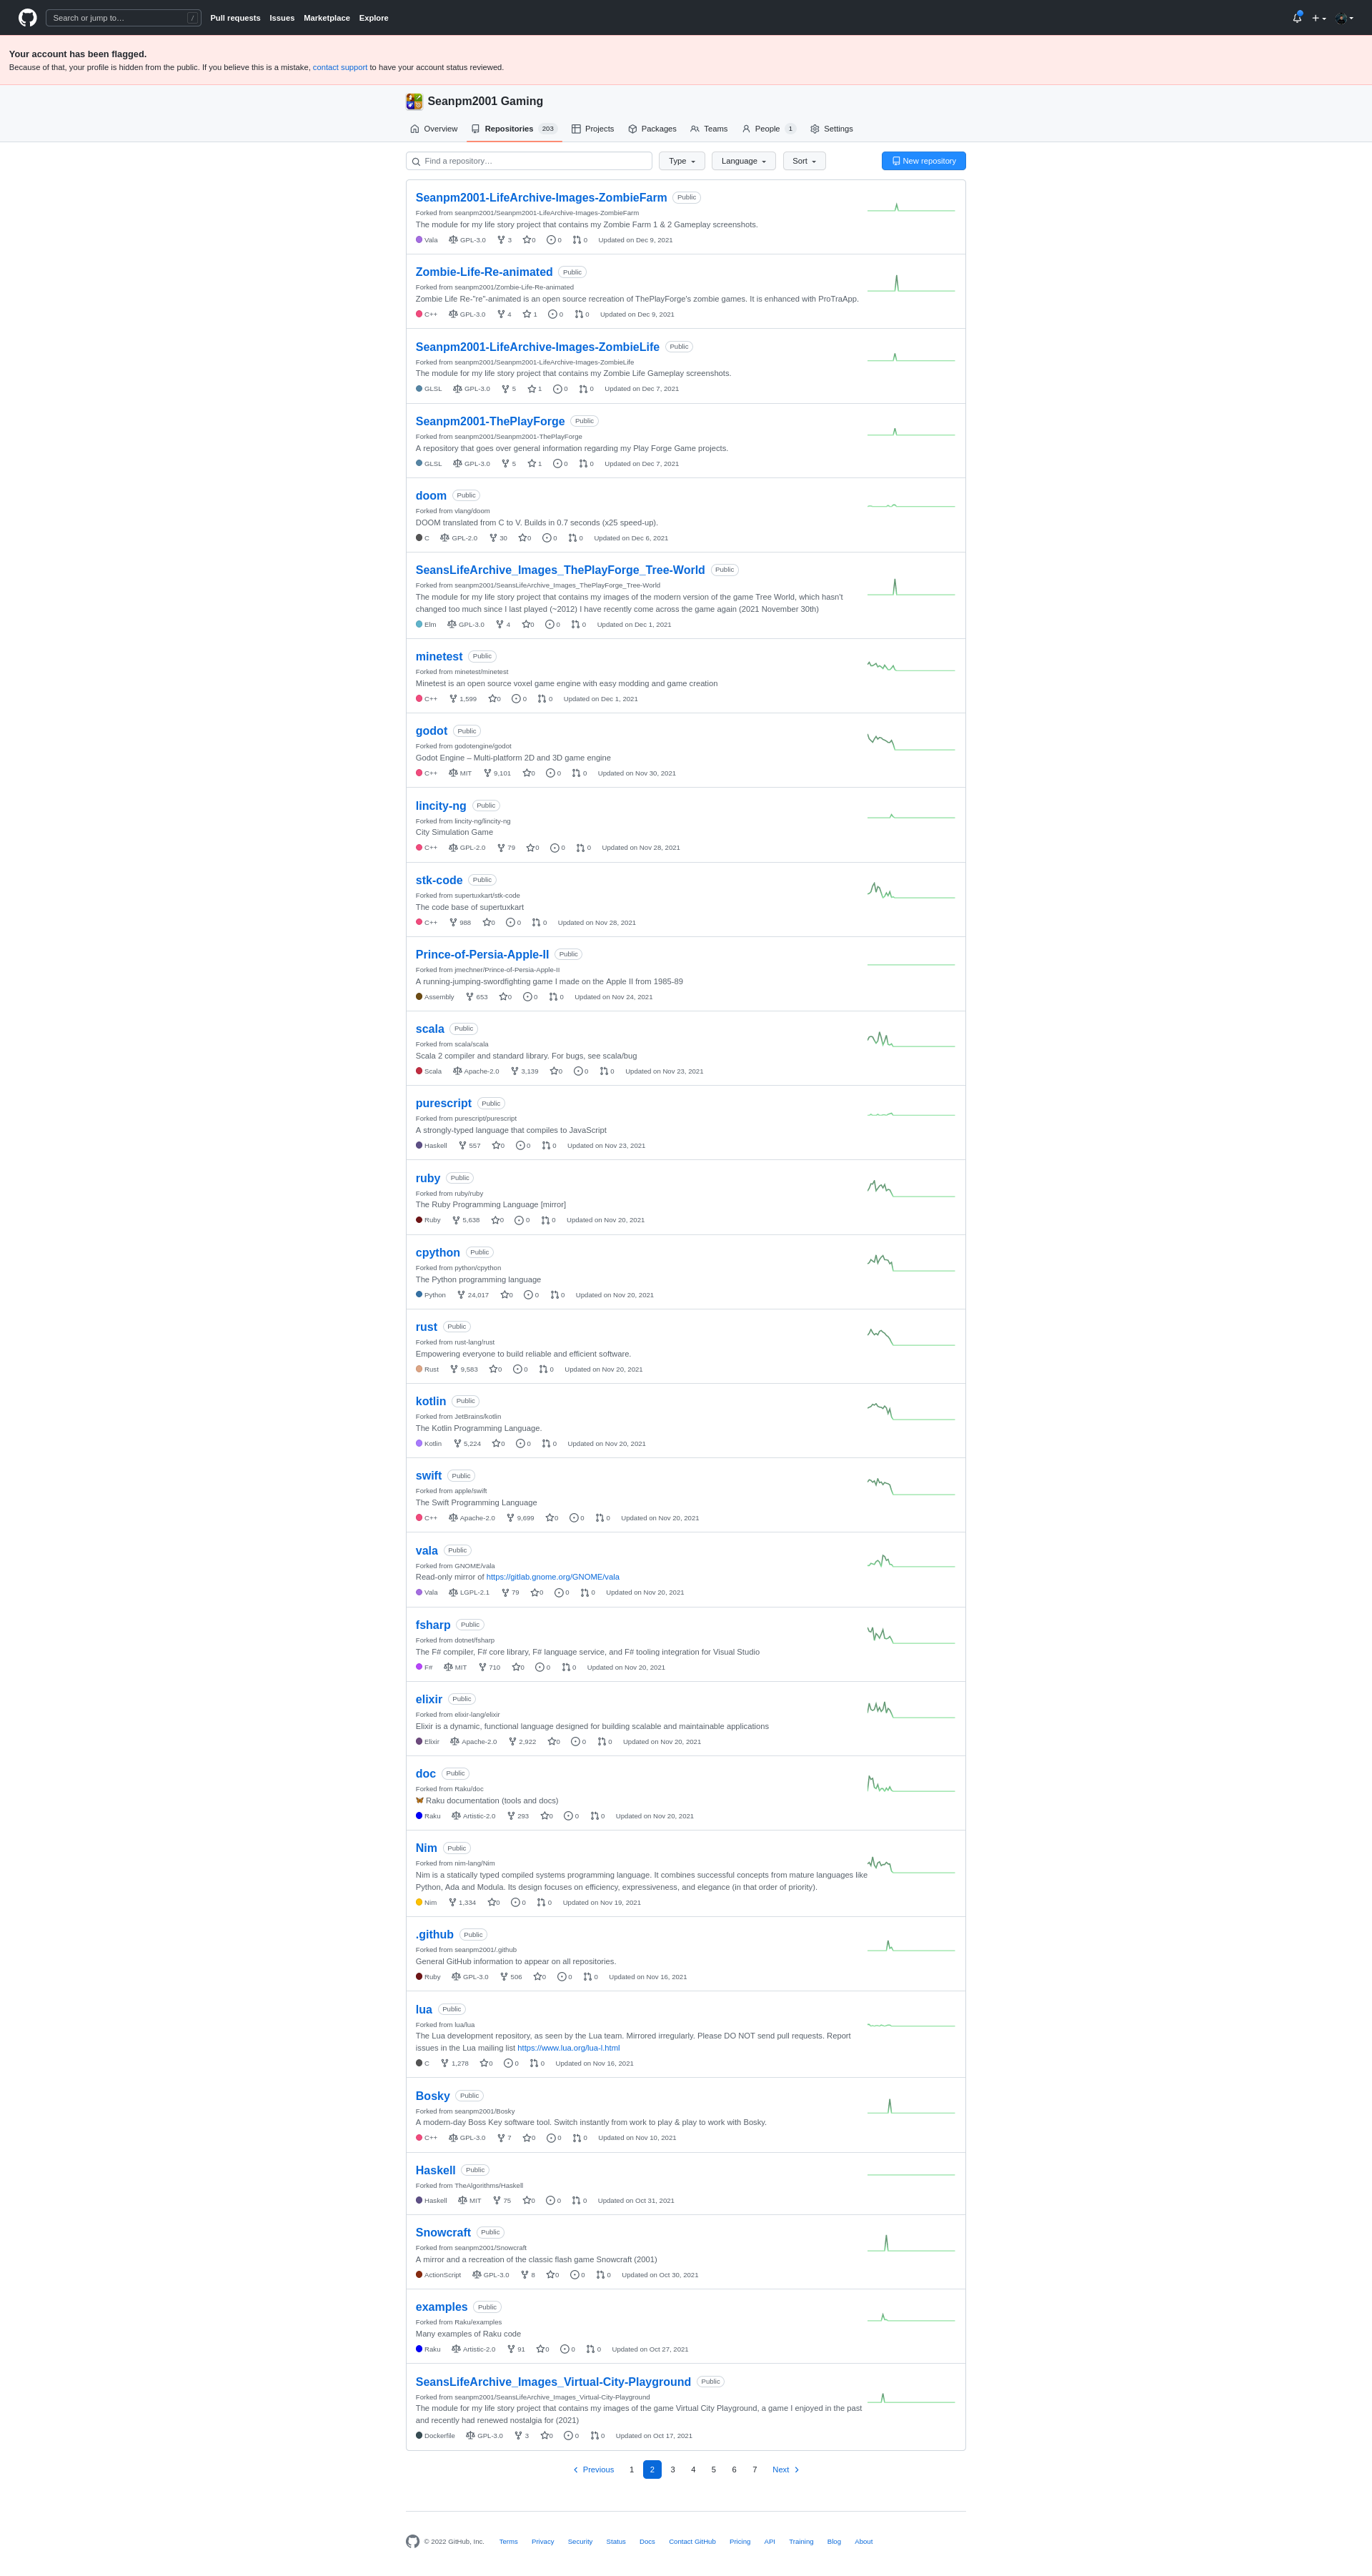 Search or jump to… /
Pull requests Issues Marketplace Explore
Your account has been flagged.
Because of that, your profile is hidden from the public. If you believe this is a mistake, contact support to have your account status reviewed.
Seanpm2001 Gaming
Overview Repositories 203 Projects Packages Teams People 1 Settings
Find a repository… Type Language Sort New repository
Seanpm2001-LifeArchive-Images-ZombieFarm Public
Forked from seanpm2001/Seanpm2001-LifeArchive-Images-ZombieFarm
The module for my life story project that contains my Zombie Farm 1 & 2 Gameplay screenshots.
Vala GPL-3.0 3 0 0 0 Updated on Dec 9, 2021
Zombie-Life-Re-animated Public
Forked from seanpm2001/Zombie-Life-Re-animated
Zombie Life Re-"re"-animated is an open source recreation of ThePlayForge's zombie games. It is enhanced with ProTraApp.
C++ GPL-3.0 4 1 0 0 Updated on Dec 9, 2021
Seanpm2001-LifeArchive-Images-ZombieLife Public
Forked from seanpm2001/Seanpm2001-LifeArchive-Images-ZombieLife
The module for my life story project that contains my Zombie Life Gameplay screenshots.
GLSL GPL-3.0 5 1 0 0 Updated on Dec 7, 2021
Seanpm2001-ThePlayForge Public
Forked from seanpm2001/Seanpm2001-ThePlayForge
A repository that goes over general information regarding my Play Forge Game projects.
GLSL GPL-3.0 5 1 0 0 Updated on Dec 7, 2021
doom Public
Forked from vlang/doom
DOOM translated from C to V. Builds in 0.7 seconds (x25 speed-up).
C GPL-2.0 30 0 0 0 Updated on Dec 6, 2021
SeansLifeArchive_Images_ThePlayForge_Tree-World Public
Forked from seanpm2001/SeansLifeArchive_Images_ThePlayForge_Tree-World
The module for my life story project that contains my images of the modern version of the game Tree World, which hasn't
changed too much since I last played (~2012) I have recently come across the game again (2021 November 30th)
Elm GPL-3.0 4 0 0 0 Updated on Dec 1, 2021
minetest Public
Forked from minetest/minetest
Minetest is an open source voxel game engine with easy modding and game creation
C++ 1,599 0 0 0 Updated on Dec 1, 2021
godot Public
Forked from godotengine/godot
Godot Engine – Multi-platform 2D and 3D game engine
C++ MIT 9,101 0 0 0 Updated on Nov 30, 2021
lincity-ng Public
Forked from lincity-ng/lincity-ng
City Simulation Game
C++ GPL-2.0 79 0 0 0 Updated on Nov 28, 2021
stk-code Public
Forked from supertuxkart/stk-code
The code base of supertuxkart
C++ 988 0 0 0 Updated on Nov 28, 2021
Prince-of-Persia-Apple-II Public
Forked from jmechner/Prince-of-Persia-Apple-II
A running-jumping-swordfighting game I made on the Apple II from 1985-89
Assembly 653 0 0 0 Updated on Nov 24, 2021
scala Public
Forked from scala/scala
Scala 2 compiler and standard library. For bugs, see scala/bug
Scala Apache-2.0 3,139 0 0 0 Updated on Nov 23, 2021
purescript Public
Forked from purescript/purescript
A strongly-typed language that compiles to JavaScript
Haskell 557 0 0 0 Updated on Nov 23, 2021
ruby Public
Forked from ruby/ruby
The Ruby Programming Language [mirror]
Ruby 5,638 0 0 0 Updated on Nov 20, 2021
cpython Public
Forked from python/cpython
The Python programming language
Python 24,017 0 0 0 Updated on Nov 20, 2021
rust Public
Forked from rust-lang/rust
Empowering everyone to build reliable and efficient software.
Rust 9,583 0 0 0 Updated on Nov 20, 2021
kotlin Public
Forked from JetBrains/kotlin
The Kotlin Programming Language.
Kotlin 5,224 0 0 0 Updated on Nov 20, 2021
swift Public
Forked from apple/swift
The Swift Programming Language
C++ Apache-2.0 9,699 0 0 0 Updated on Nov 20, 2021
vala Public
Forked from GNOME/vala
Read-only mirror of https://gitlab.gnome.org/GNOME/vala
Vala LGPL-2.1 79 0 0 0 Updated on Nov 20, 2021
fsharp Public
Forked from dotnet/fsharp
The F# compiler, F# core library, F# language service, and F# tooling integration for Visual Studio
F# MIT 710 0 0 0 Updated on Nov 20, 2021
elixir Public
Forked from elixir-lang/elixir
Elixir is a dynamic, functional language designed for building scalable and maintainable applications
Elixir Apache-2.0 2,922 0 0 0 Updated on Nov 20, 2021
doc Public
Forked from Raku/doc
🦋 Raku documentation (tools and docs)
Raku Artistic-2.0 293 0 0 0 Updated on Nov 20, 2021
Nim Public
Forked from nim-lang/Nim
Nim is a statically typed compiled systems programming language. It combines successful concepts from mature languages like
Python, Ada and Modula. Its design focuses on efficiency, expressiveness, and elegance (in that order of priority).
Nim 1,334 0 0 0 Updated on Nov 19, 2021
.github Public
Forked from seanpm2001/.github
General GitHub information to appear on all repositories.
Ruby GPL-3.0 506 0 0 0 Updated on Nov 16, 2021
lua Public
Forked from lua/lua
The Lua development repository, as seen by the Lua team. Mirrored irregularly. Please DO NOT send pull requests. Report
issues in the Lua mailing list https://www.lua.org/lua-l.html
C 1,278 0 0 0 Updated on Nov 16, 2021
Bosky Public
Forked from seanpm2001/Bosky
A modern-day Boss Key software tool. Switch instantly from work to play & play to work with Bosky.
C++ GPL-3.0 7 0 0 0 Updated on Nov 10, 2021
Haskell Public
Forked from TheAlgorithms/Haskell
Haskell MIT 75 0 0 0 Updated on Oct 31, 2021
Snowcraft Public
Forked from seanpm2001/Snowcraft
A mirror and a recreation of the classic flash game Snowcraft (2001)
ActionScript GPL-3.0 8 0 0 0 Updated on Oct 30, 2021
examples Public
Forked from Raku/examples
Many examples of Raku code
Raku Artistic-2.0 91 0 0 0 Updated on Oct 27, 2021
SeansLifeArchive_Images_Virtual-City-Playground Public
Forked from seanpm2001/SeansLifeArchive_Images_Virtual-City-Playground
The module for my life story project that contains my images of the game Virtual City Playground, a game I enjoyed in the past
and recently had renewed nostalgia for (2021)
Dockerfile GPL-3.0 3 0 0 0 Updated on Oct 17, 2021
Previous 1 2 3 4 5 6 7 Next
© 2022 GitHub, Inc. Terms Privacy Security Status Docs Contact GitHub Pricing API Training Blog About